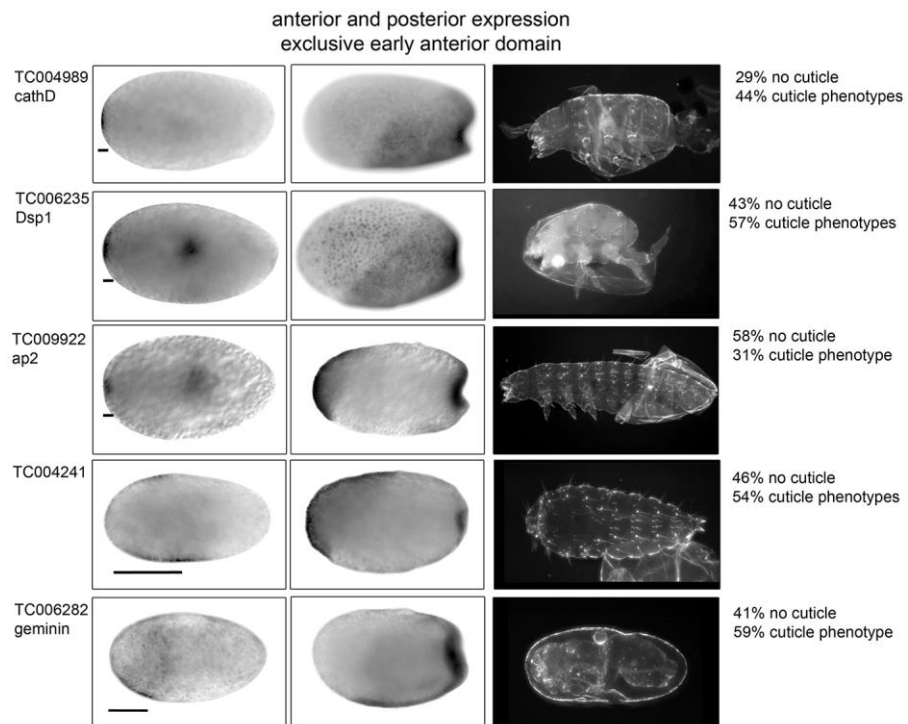 anterior and posterior expression
exclusive early anterior domain
TC004989
cathD
29% no cuticle
44% cuticle phenotypes
TC006235
Dsp1
43% no cuticle
57% cuticle phenotypes
TC009922
ap2
58% no cuticle
31% cuticle phenotype
TC004241
46% no cuticle
54% cuticle phenotypes
TC006282
geminin
41% no cuticle
59% cuticle phenotype